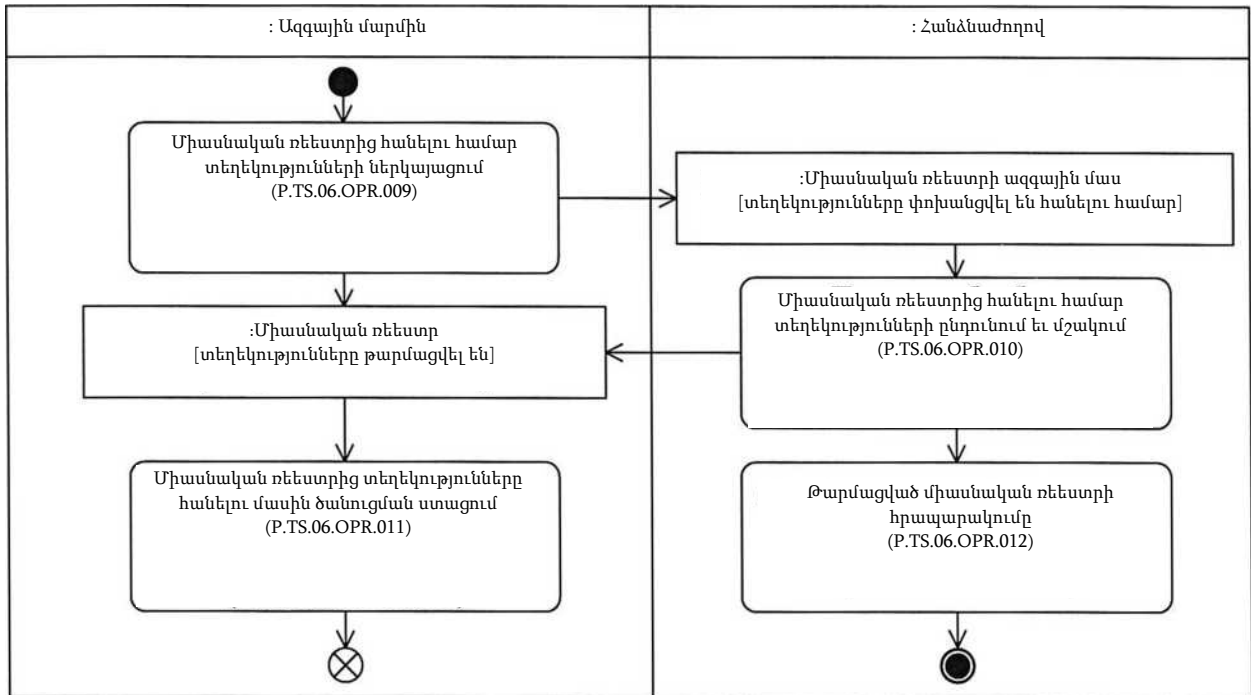 : Ազգային մարմին
: Հանձնաժողով
Միասնական ռեեստրից հանելու համար
տեղեկությունների ներկայացում
(P.TS.06.OPR.009)
:Միասնական ռեեստրի ազգային մաս
[տեղեկությունները փոխանցվել են հանելու համար]
Միասնական ռեեստրից հանելու համար
տեղեկությունների ընդունում եւ մշակում
(P.TS.06.OPR.010)
:Միասնական ռեեստր
[տեղեկությունները թարմացվել են]
Միասնական ռեեստրից տեղեկությունները
հանելու մասին ծանուցման ստացում
(P.TS.06.OPR.011)
Թարմացված միասնական ռեեստրի
հրապարակումը
(P.TS.06.OPR.012)